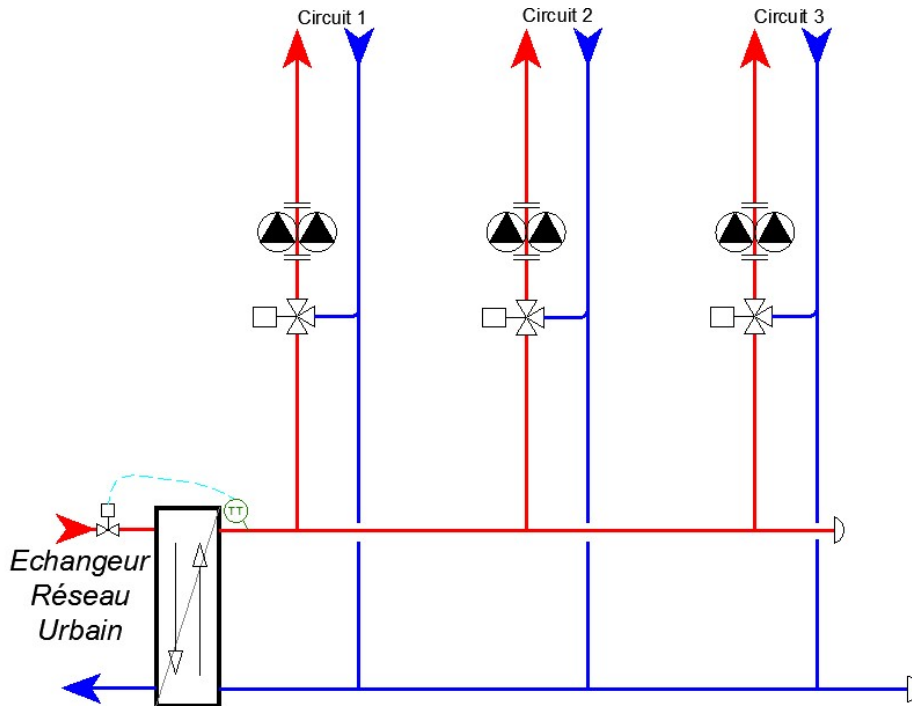 Circuit 1
Circuit 2
Circuit 3
TT
Echangeur
Réseau
Urbain